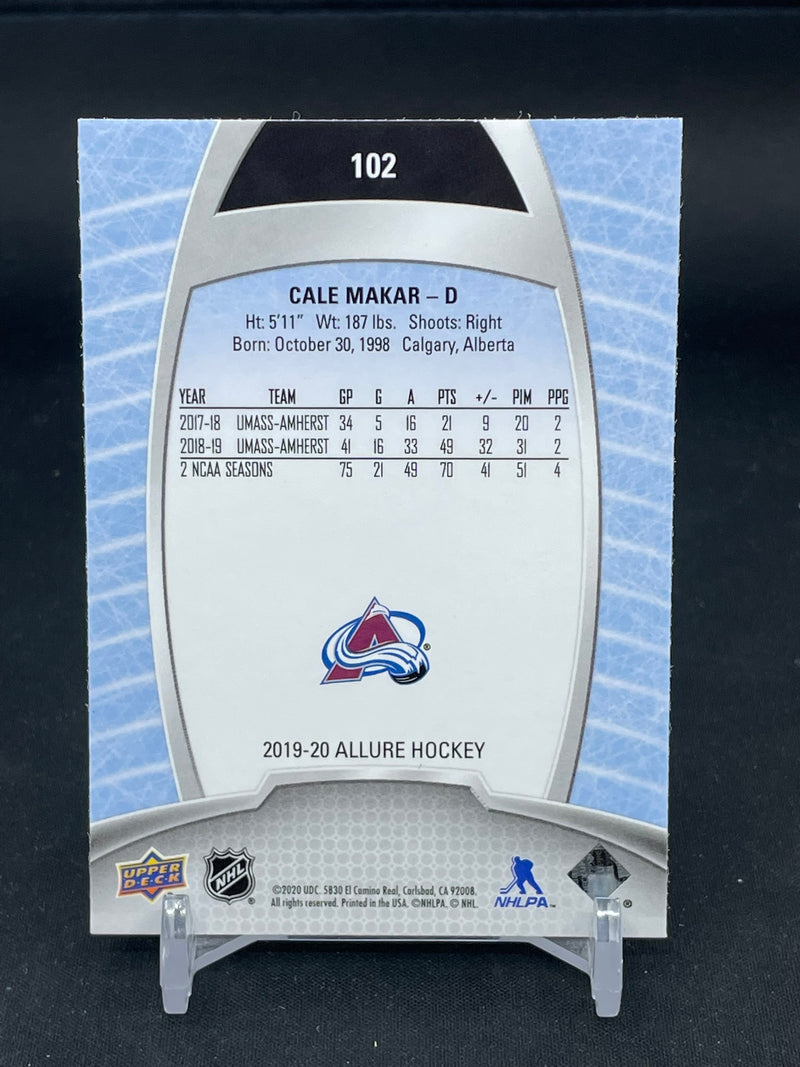 102
CALE MAKAR – D
Ht: 5'11" Wt: 187 lbs. Shoots: Right
Born: October 30, 1998 Calgary, Alberta
YEAR TEAM GP G A PTS +/- PIM PPG
2017-18 UMASS-AMHERST 34 5 16 21 9 20 2
2018-19 UMASS-AMHERST 41 16 33 49 32 31 2
2 NCAA SEASONS 75 21 49 70 41 51 4
A ®
2019-20 ALLURE HOCKEY
UPPER
D·E·C·K
NHL ®
©2020 UDC. 5830 El Camino Real, Carlsbad, CA 92008.
All rights reserved. Printed in the USA. ©NHLPA. © NHL.
NHLPA™
®